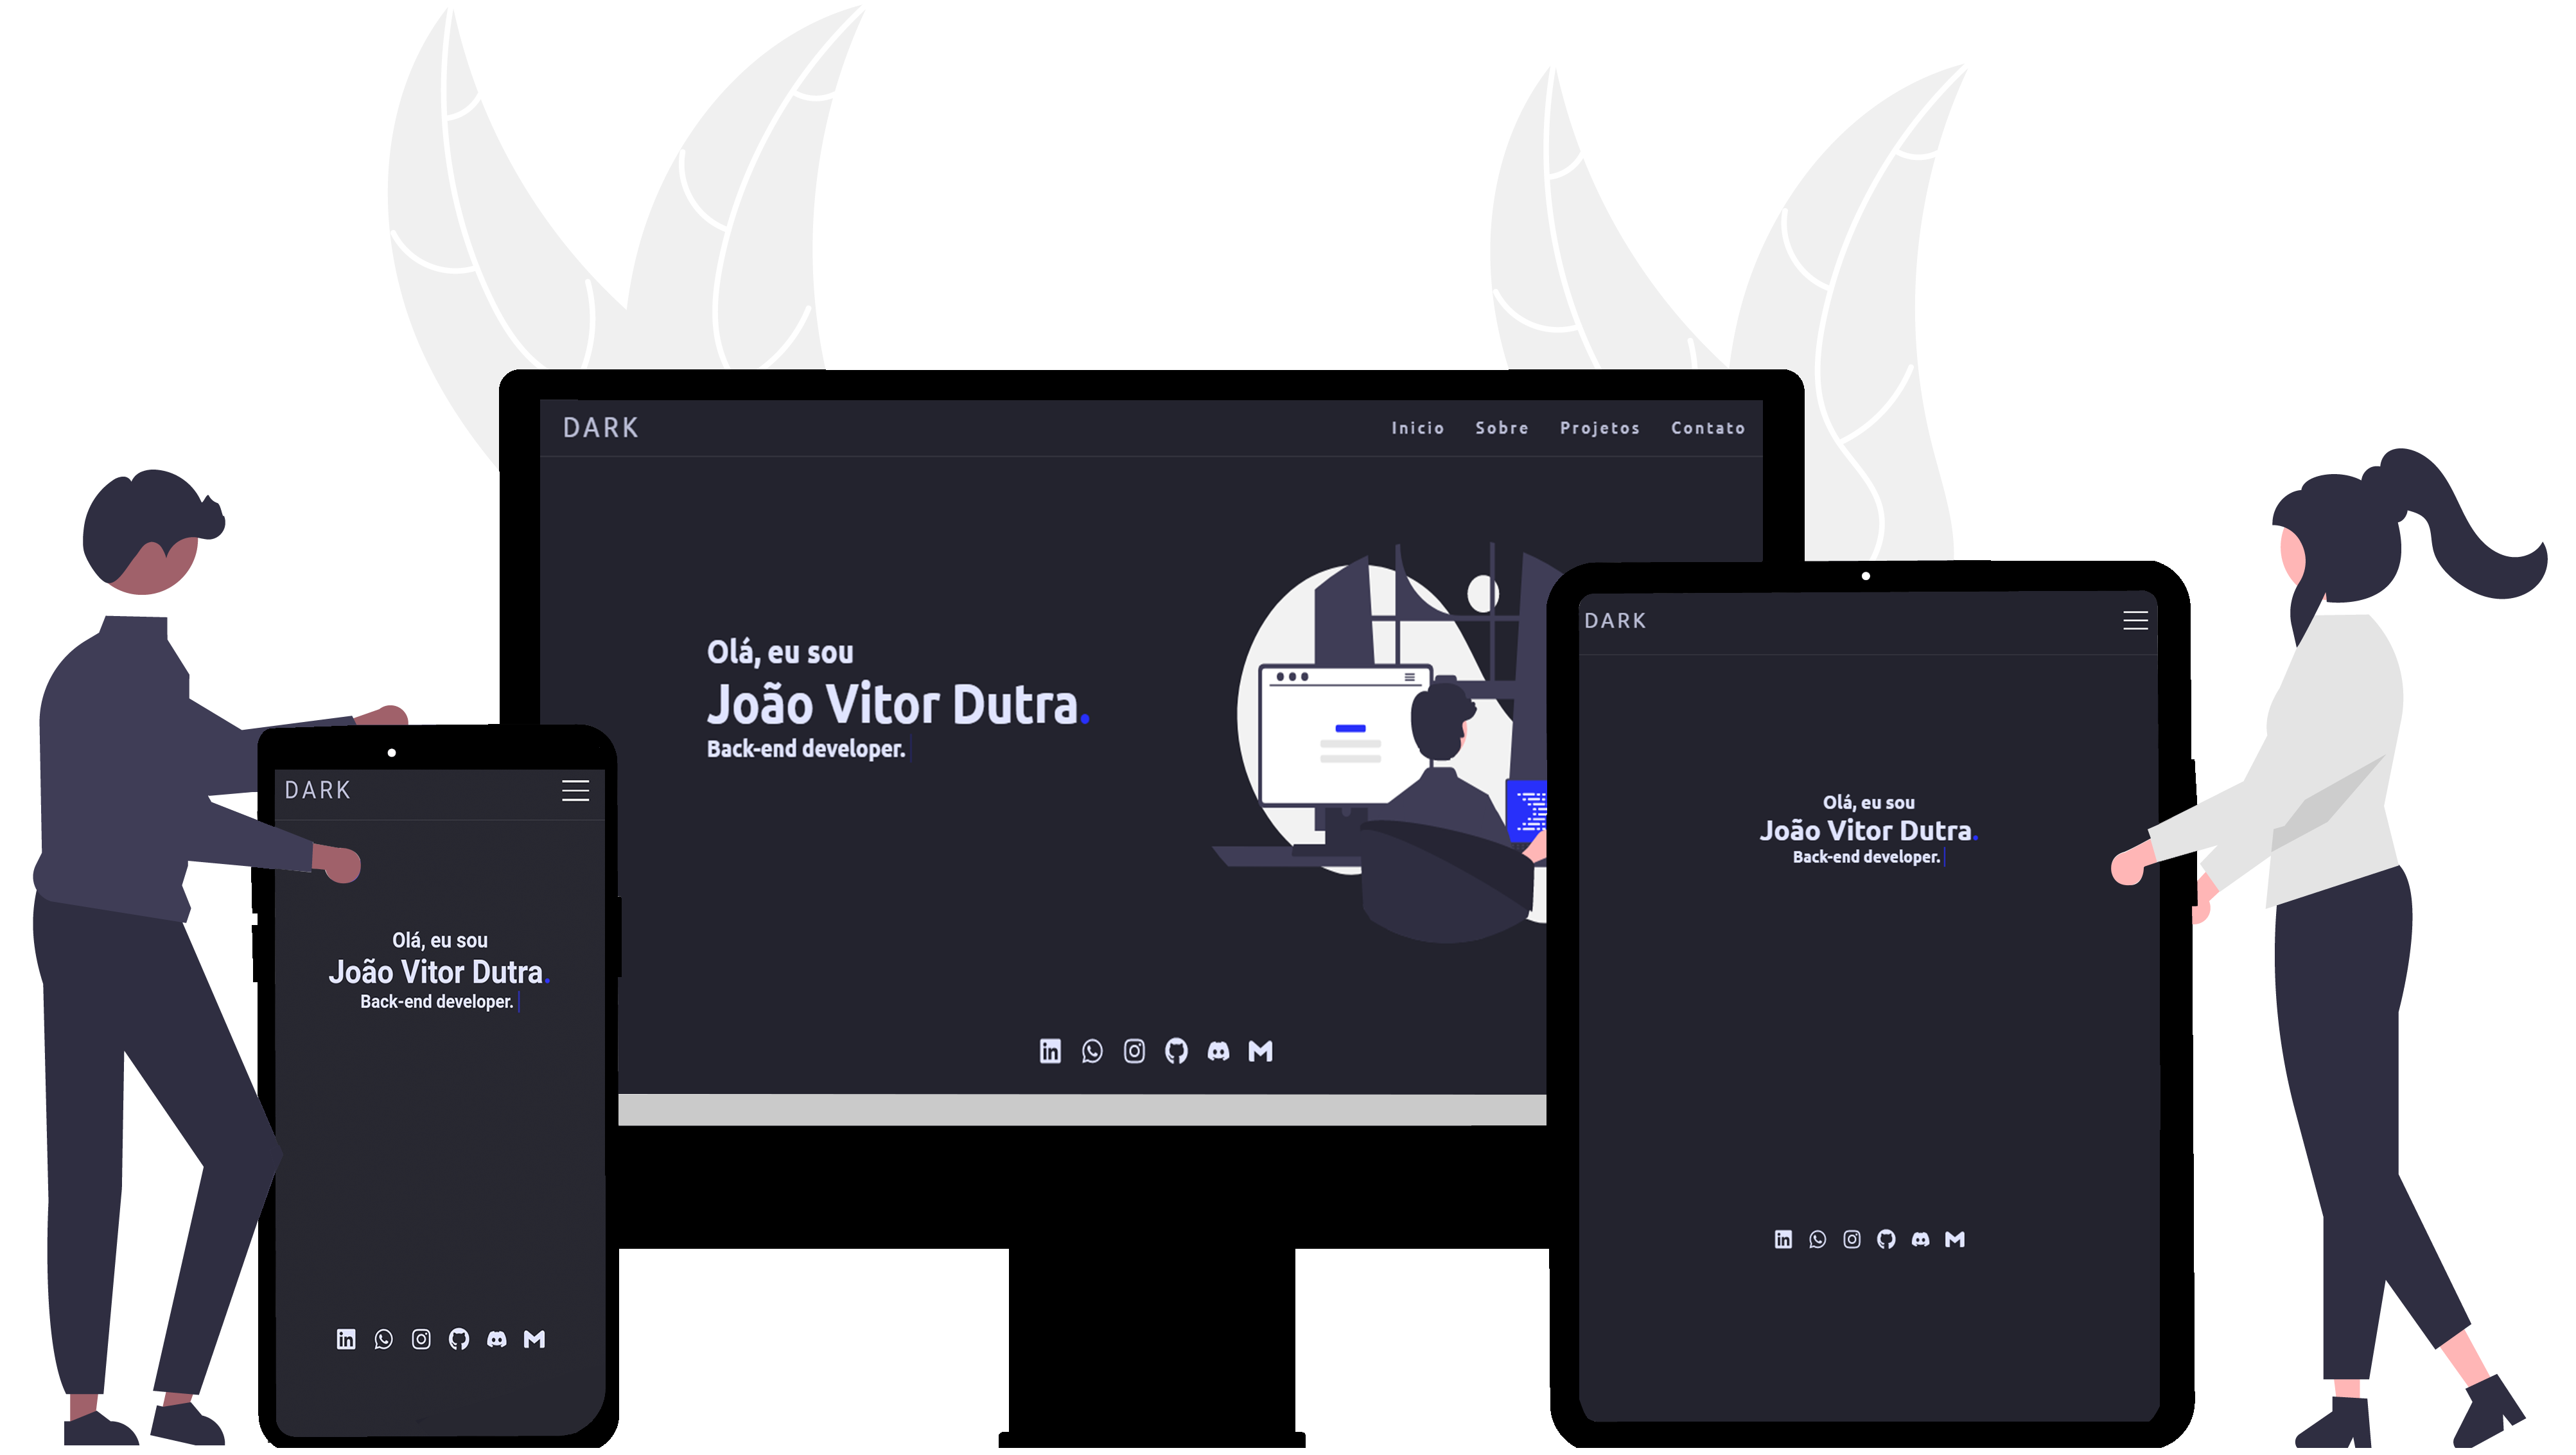 DARK
Inicio Sobre Projetos Contato
Olá, eu sou
João Vitor Dutra.
Back-end developer.
DARK
Olá, eu sou
João Vitor Dutra.
Back-end developer.
DARK
Olá, eu sou
João Vitor Dutra.
Back-end developer.